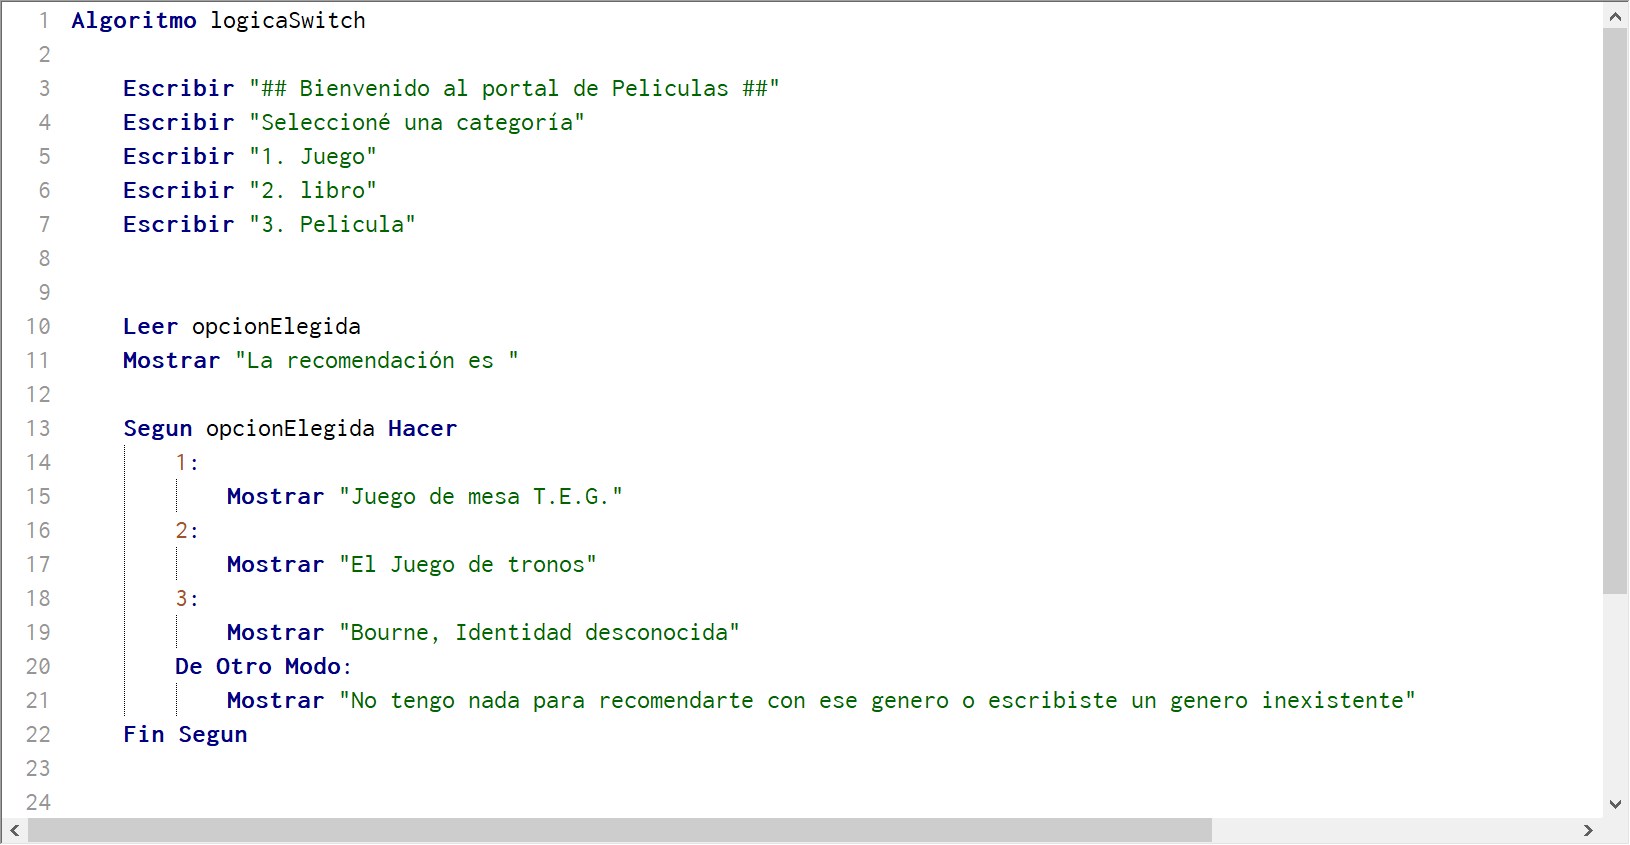 1 Algoritmo logicaSwitch
2
3 Escribir "## Bienvenido al portal de Peliculas ##"
4 Escribir "Seleccioné una categoría"
5 Escribir "1. Juego"
6 Escribir "2. libro"
7 Escribir "3. Pelicula"
8
9
10 Leer opcionElegida
11 Mostrar "La recomendación es "
12
13 Segun opcionElegida Hacer
14 1:
15 Mostrar "Juego de mesa T.E.G."
16 2:
17 Mostrar "El Juego de tronos"
18 3:
19 Mostrar "Bourne, Identidad desconocida"
20 De Otro Modo:
21 Mostrar "No tengo nada para recomendarte con ese genero o escribiste un genero inexistente"
22 Fin Segun
23
24